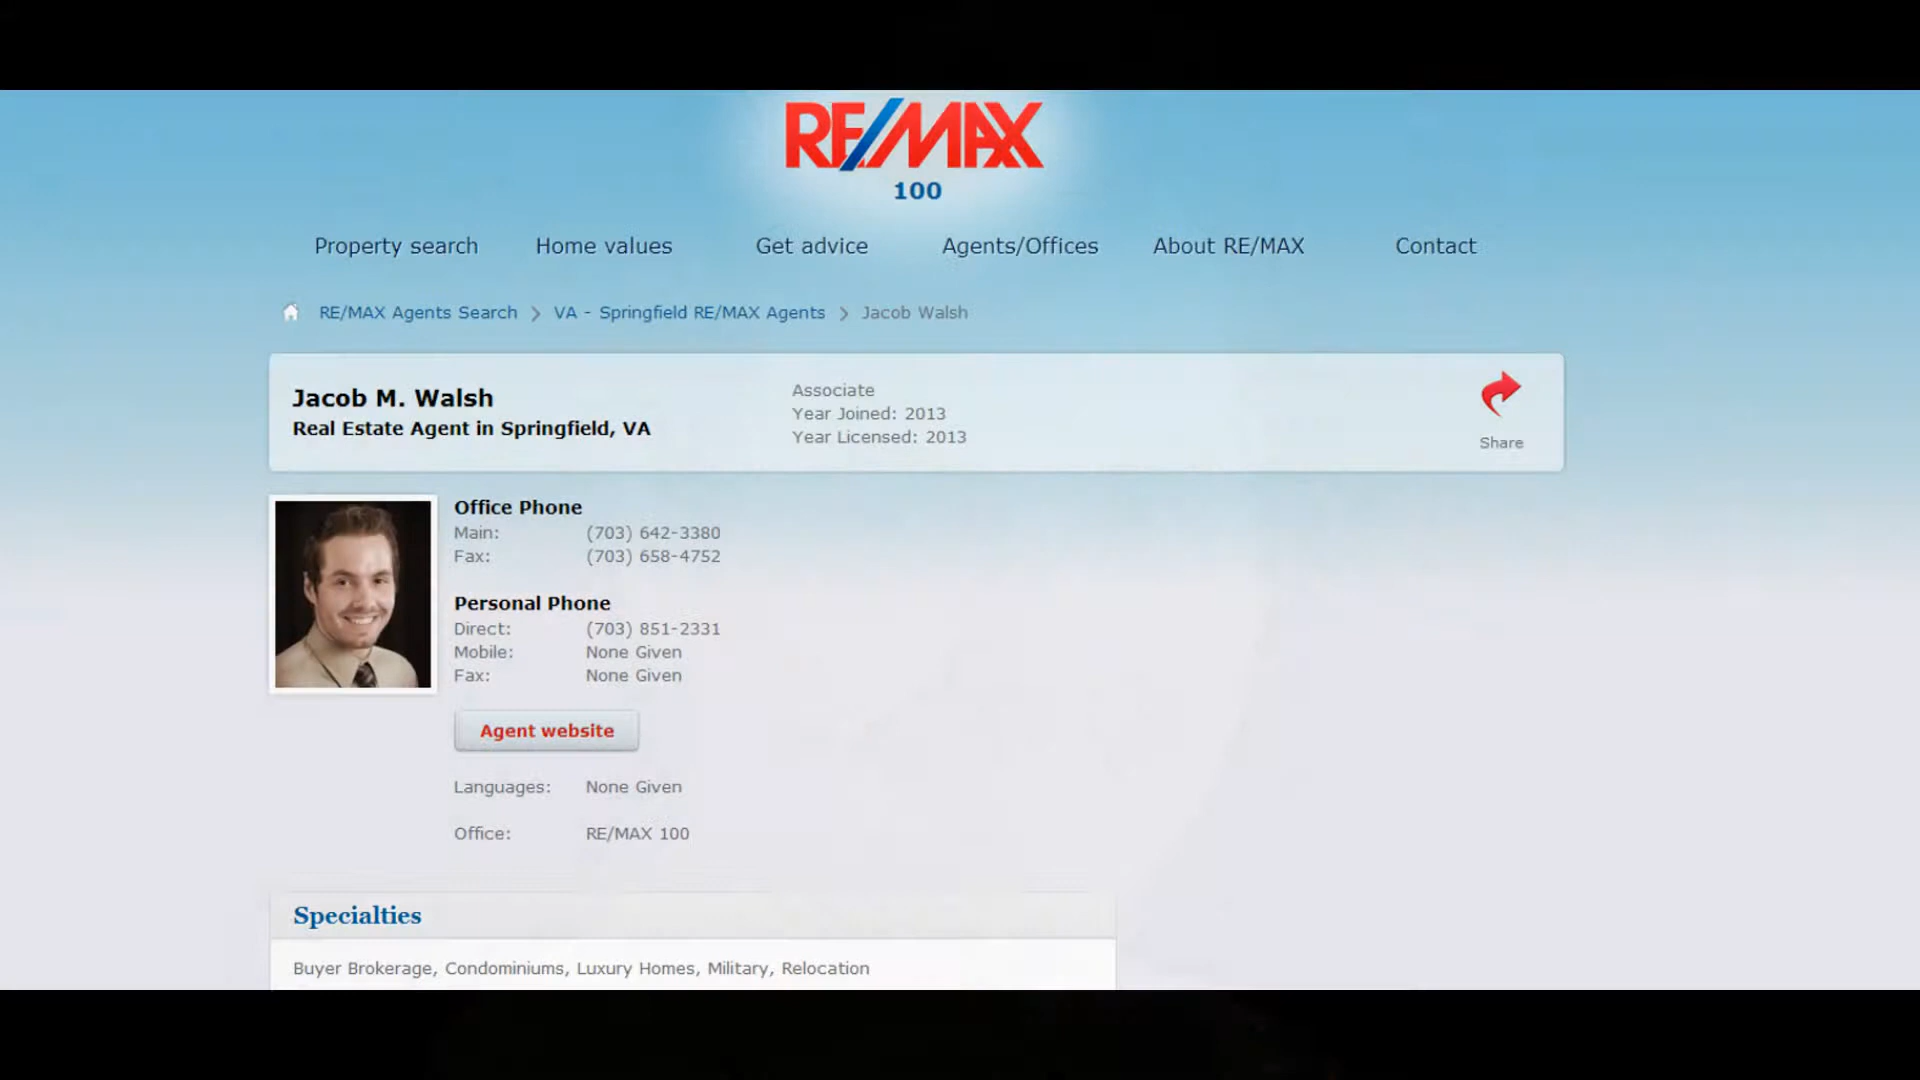 RE/MAX
100
Property search Home values Get advice Agents/Offices About RE/MAX Contact
RE/MAX Agents Search VA - Springfield RE/MAX Agents Jacob Walsh
Jacob M. Walsh
Real Estate Agent in Springfield, VA
Associate
Year Joined: 2013
Year Licensed: 2013
Share
Office Phone
Main: (703) 642-3380
Fax: (703) 658-4752
Personal Phone
Direct: (703) 851-2331
Mobile: None Given
Fax: None Given
Agent website
Languages: None Given
Office: RE/MAX 100
Specialties
Buyer Brokerage, Condominiums, Luxury Homes, Military, Relocation